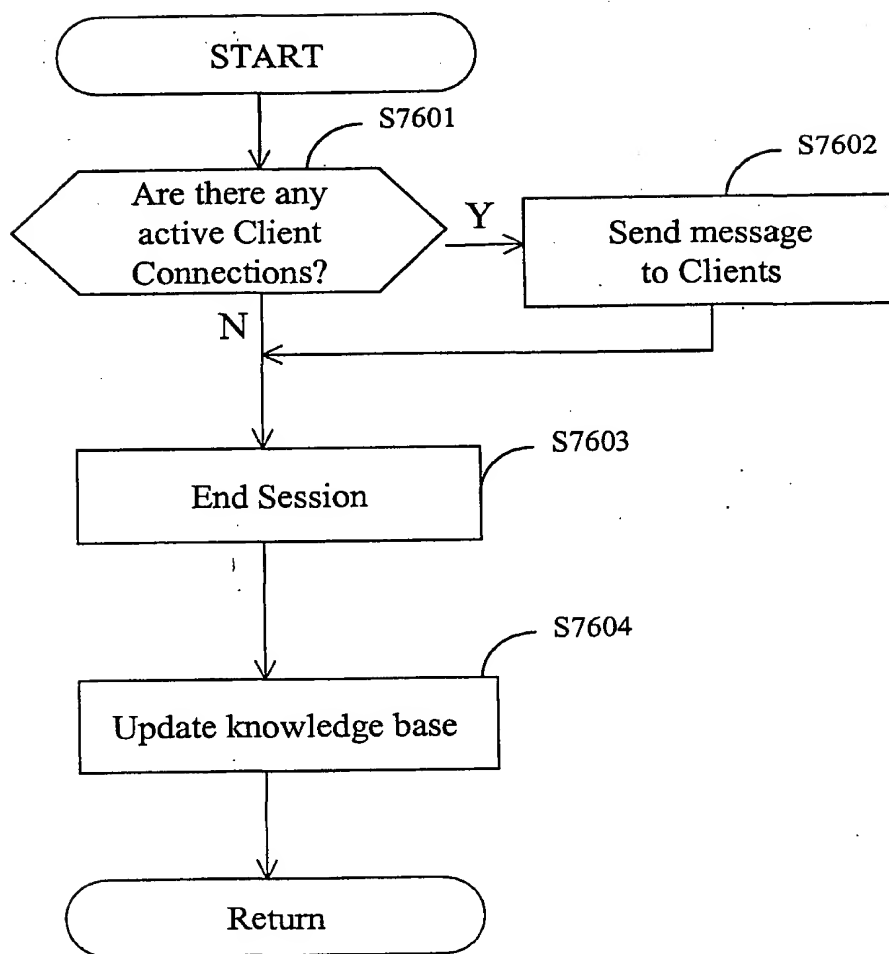 START
S7601
S7602
Are there any
active Client
Connections?
Y
Send message
to Clients
N
S7603
End Session
S7604
Update knowledge base
Return